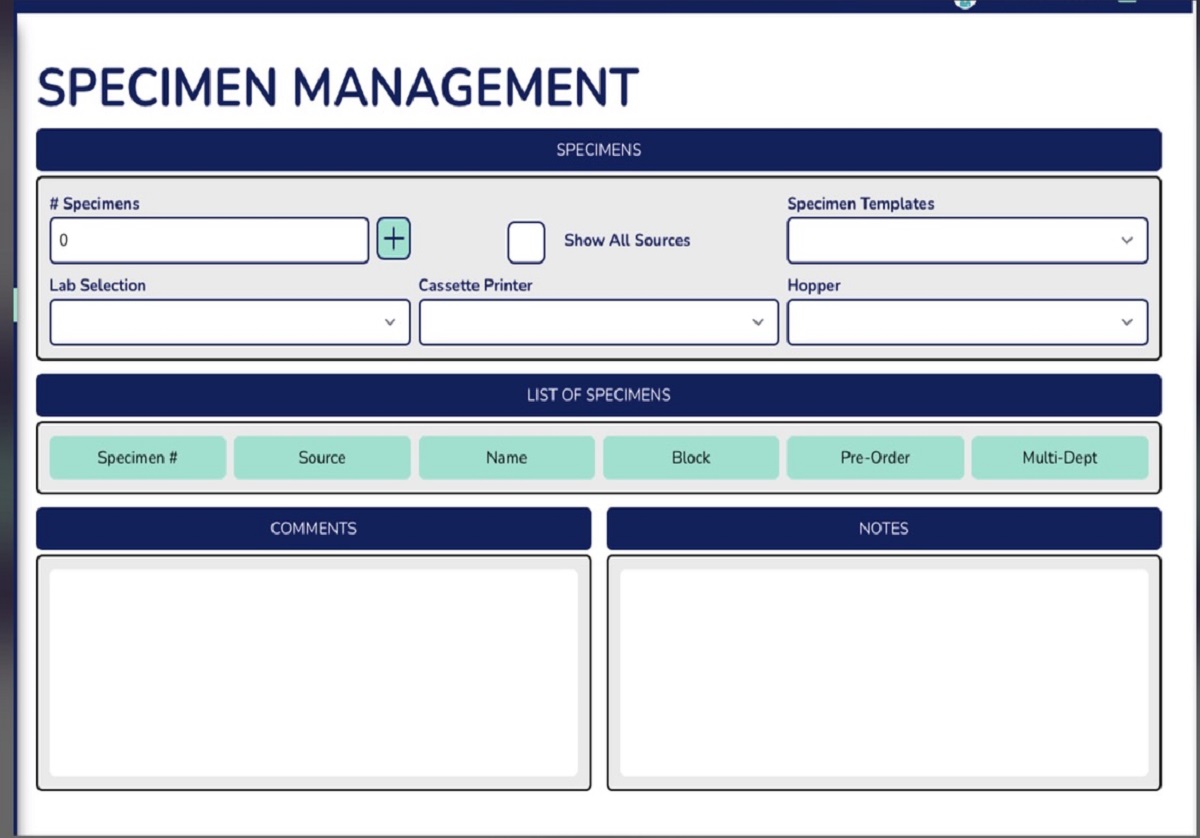 SPECIMEN MANAGEMENT
SPECIMENS
# Specimens
0
Show All Sources
Specimen Templates
Lab Selection
Cassette Printer
Hopper
LIST OF SPECIMENS
Specimen #
Source
Name
Block
Pre-Order
Multi-Dept
COMMENTS
NOTES